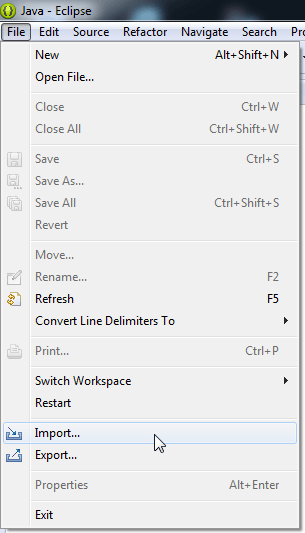 Java - Eclipse
File Edit Source Refactor Navigate Search
New Alt+Shift+N
Open File...
Close Ctrl+W
Close All Ctrl+Shift+W
Save Ctrl+S
Save As...
Save All Ctrl+Shift+S
Revert
Move...
Rename... F2
Refresh F5
Convert Line Delimiters To
Print... Ctrl+P
Switch Workspace
Restart
Import...
Export...
Properties Alt+Enter
Exit